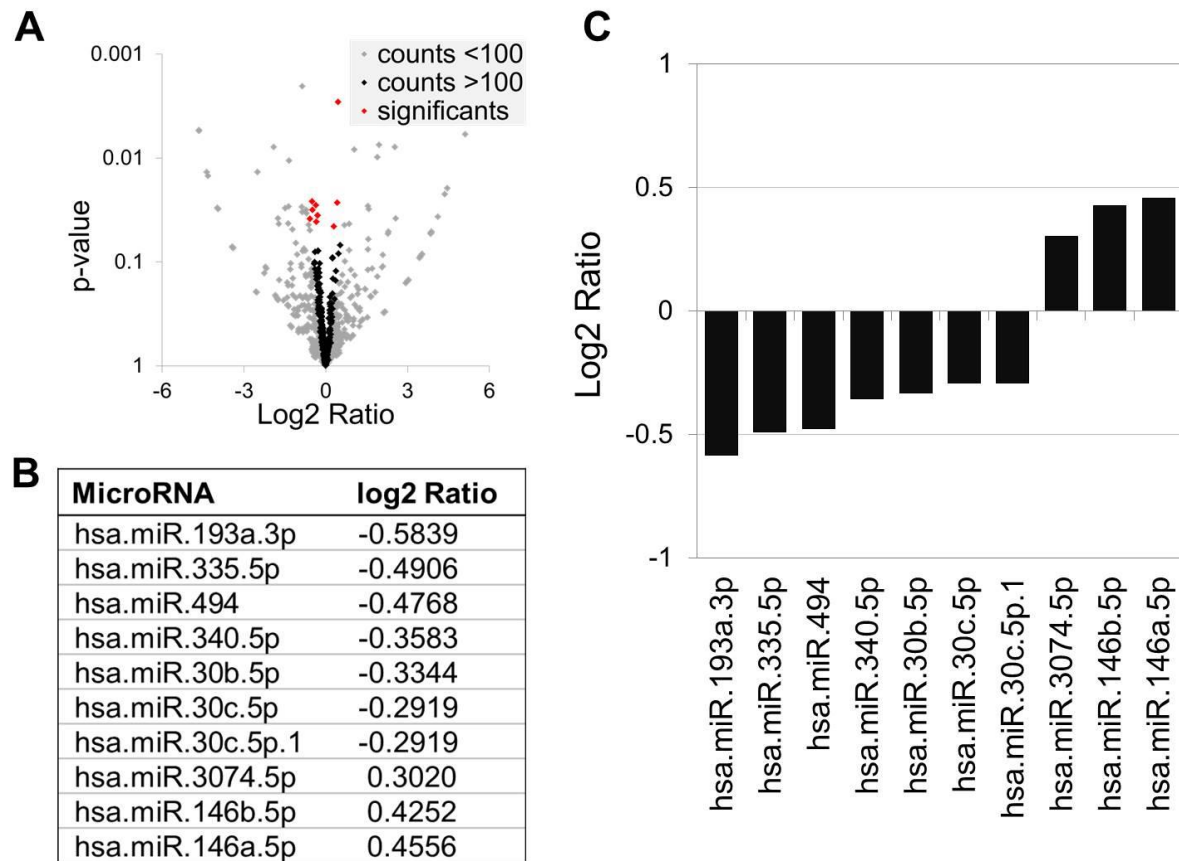 A
0.001
0.01
0.1
1
p-value
counts <100
counts >100
significants
-6
-3
0
3
6
Log2 Ratio
B
MicroRNA log2 Ratio
hsa.miR.193a.3p -0.5839
hsa.miR.335.5p -0.4906
hsa.miR.494 -0.4768
hsa.miR.340.5p -0.3583
hsa.miR.30b.5p -0.3344
hsa.miR.30c.5p -0.2919
hsa.miR.30c.5p.1 -0.2919
hsa.miR.3074.5p 0.3020
hsa.miR.146b.5p 0.4252
hsa.miR.146a.5p 0.4556
C
1
0.5
0
-0.5
-1
Log2 Ratio
hsa.miR.193a.3p
hsa.miR.335.5p
hsa.miR.494
hsa.miR.340.5p
hsa.miR.30b.5p
hsa.miR.30c.5p
hsa.miR.30c.5p.1
hsa.miR.3074.5p
hsa.miR.146b.5p
hsa.miR.146a.5p